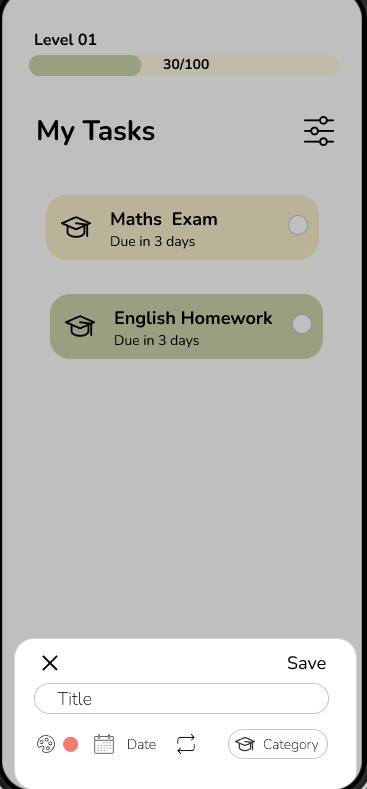 Level 01
30/100
My Tasks
Maths Exam
Due in 3 days
English Homework
Due in 3 days
Save
Title
Date
Category